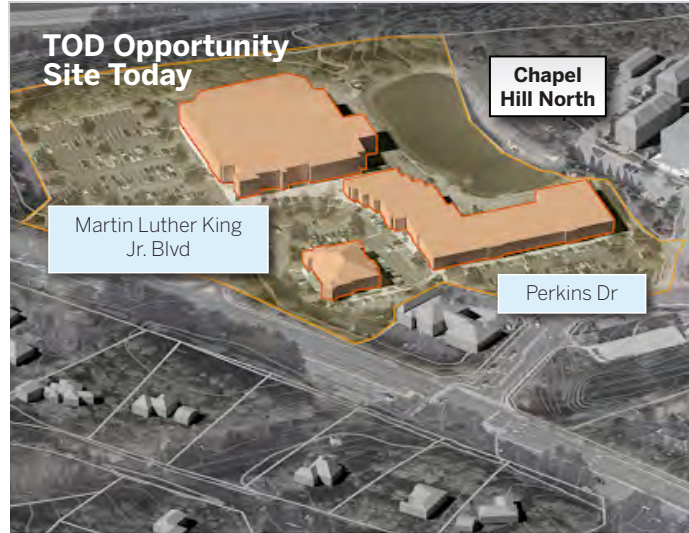 TOD Opportunity
Site Today
Chapel
Hill North
Martin Luther King
Jr. Blvd
Perkins Dr